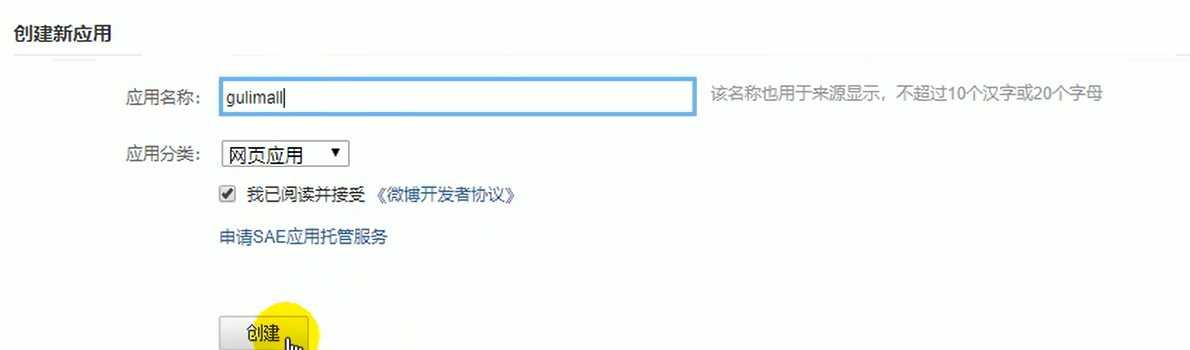 创建新应用
应用名称： gulimall 该名称也用于来源显示，不超过10个汉字或20个字母
应用分类： 网页应用
我已阅读并接受 《微博开发者协议》
申请SAE应用托管服务
创建